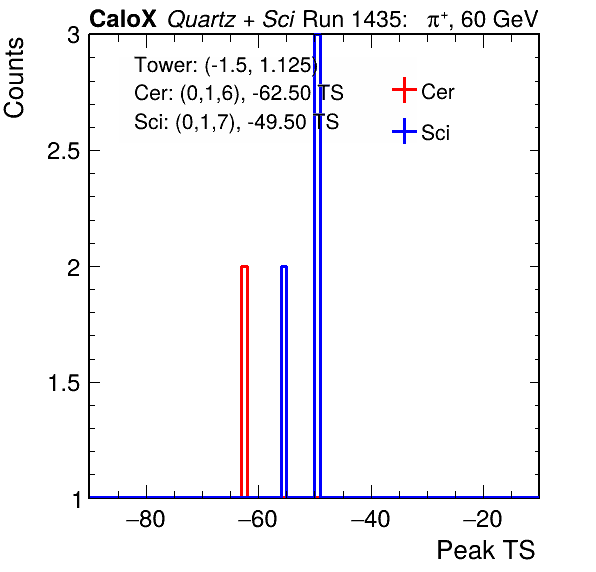 CaloX Quartz + Sci Run 1435: π⁺, 60 GeV
Counts
3
2.5
2
1.5
1
Tower: (-1.5, 1.125)
Cer: (0,1,6), -62.50 TS
Sci: (0,1,7), -49.50 TS
Cer
Sci
−80 −60 −40 −20
Peak TS